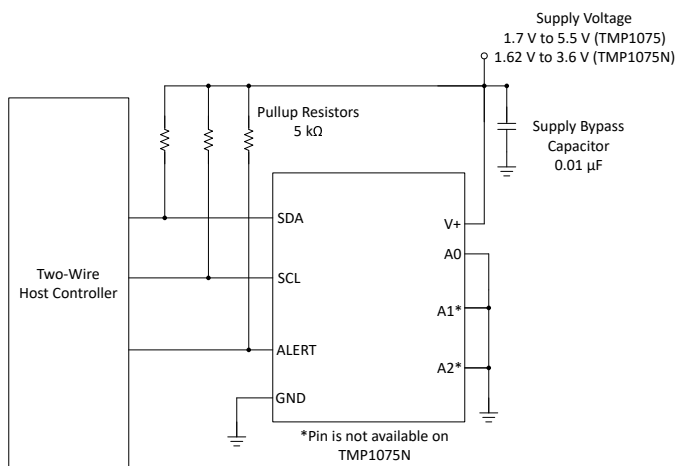 Supply Voltage
1.7 V to 5.5 V (TMP1075)
1.62 V to 3.6 V (TMP1075N)
Pullup Resistors
5 kΩ
Supply Bypass
Capacitor
0.01 µF
Two-Wire
Host Controller
SDA
SCL
ALERT
GND
V+
A0
A1*
A2*
*Pin is not available on
TMP1075N